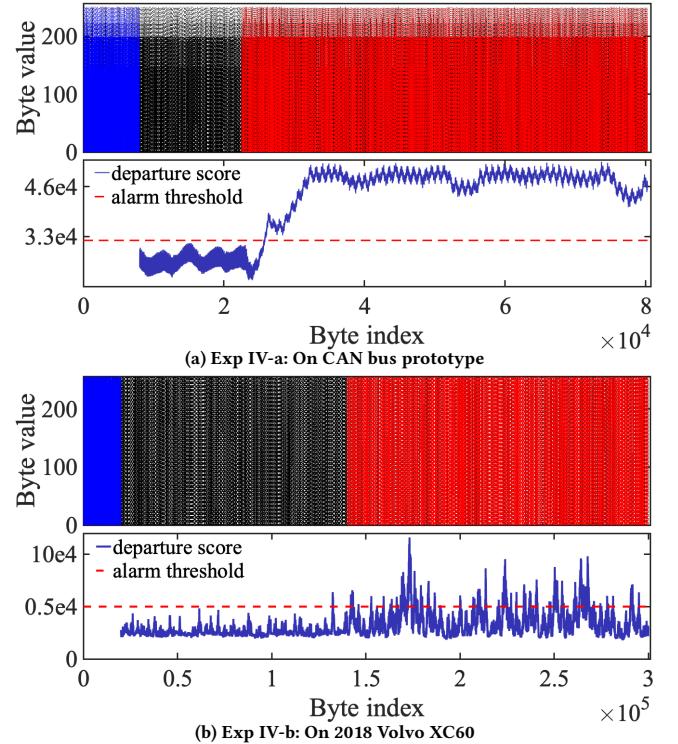 Byte value
200
100
0
departure score
alarm threshold
4.6e4
3.3e4
0 2 4 6 8
Byte index
×10^4
(a) Exp IV-a: On CAN bus prototype
Byte value
200
100
0
departure score
alarm threshold
10e4
0.5e4
0
0 0.5 1 1.5 2 2.5 3
Byte index
×10^5
(b) Exp IV-b: On 2018 Volvo XC60